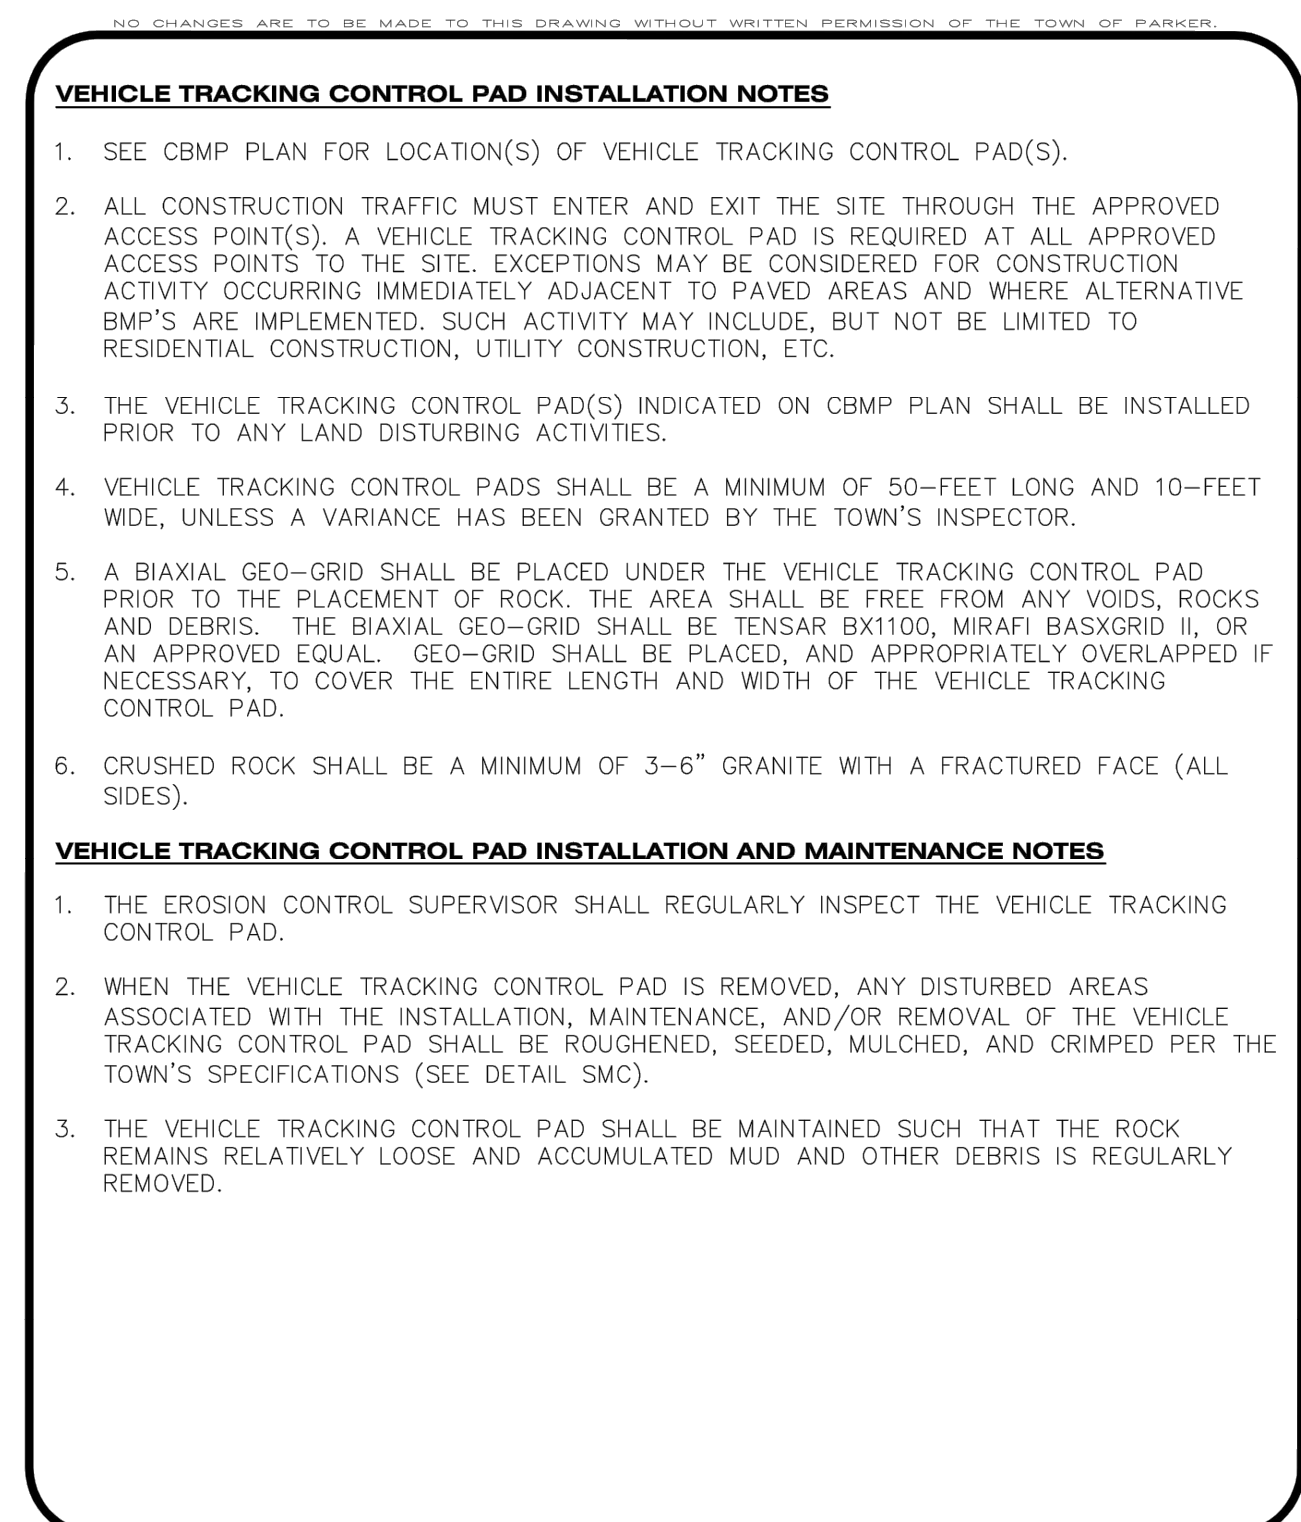 NO CHANGES ARE TO BE MADE TO THIS DRAWING WITHOUT WRITTEN PERMISSION OF THE TOWN OF PARKER.
VEHICLE TRACKING CONTROL PAD INSTALLATION NOTES
1. SEE CBMP PLAN FOR LOCATION(S) OF VEHICLE TRACKING CONTROL PAD(S).
2. ALL CONSTRUCTION TRAFFIC MUST ENTER AND EXIT THE SITE THROUGH THE APPROVED
ACCESS POINT(S). A VEHICLE TRACKING CONTROL PAD IS REQUIRED AT ALL APPROVED
ACCESS POINTS TO THE SITE. EXCEPTIONS MAY BE CONSIDERED FOR CONSTRUCTION
ACTIVITY OCCURRING IMMEDIATELY ADJACENT TO PAVED AREAS AND WHERE ALTERNATIVE
BMP'S ARE IMPLEMENTED. SUCH ACTIVITY MAY INCLUDE, BUT NOT BE LIMITED TO
RESIDENTIAL CONSTRUCTION, UTILITY CONSTRUCTION, ETC.
3. THE VEHICLE TRACKING CONTROL PAD(S) INDICATED ON CBMP PLAN SHALL BE INSTALLED
PRIOR TO ANY LAND DISTURBING ACTIVITIES.
4. VEHICLE TRACKING CONTROL PADS SHALL BE A MINIMUM OF 50-FEET LONG AND 10-FEET
WIDE, UNLESS A VARIANCE HAS BEEN GRANTED BY THE TOWN'S INSPECTOR.
5. A BIAXIAL GEO-GRID SHALL BE PLACED UNDER THE VEHICLE TRACKING CONTROL PAD
PRIOR TO THE PLACEMENT OF ROCK. THE AREA SHALL BE FREE FROM ANY VOIDS, ROCKS
AND DEBRIS. THE BIAXIAL GEO-GRID SHALL BE TENSAR BX1100, MIRAFI BASXGRID II, OR
AN APPROVED EQUAL. GEO-GRID SHALL BE PLACED, AND APPROPRIATELY OVERLAPPED IF
NECESSARY, TO COVER THE ENTIRE LENGTH AND WIDTH OF THE VEHICLE TRACKING
CONTROL PAD.
6. CRUSHED ROCK SHALL BE A MINIMUM OF 3-6" GRANITE WITH A FRACTURED FACE (ALL
SIDES).
VEHICLE TRACKING CONTROL PAD INSTALLATION AND MAINTENANCE NOTES
1. THE EROSION CONTROL SUPERVISOR SHALL REGULARLY INSPECT THE VEHICLE TRACKING
CONTROL PAD.
2. WHEN THE VEHICLE TRACKING CONTROL PAD IS REMOVED, ANY DISTURBED AREAS
ASSOCIATED WITH THE INSTALLATION, MAINTENANCE, AND/OR REMOVAL OF THE VEHICLE
TRACKING CONTROL PAD SHALL BE ROUGHENED, SEEDED, MULCHED, AND CRIMPED PER THE
TOWN'S SPECIFICATIONS (SEE DETAIL SMC).
3. THE VEHICLE TRACKING CONTROL PAD SHALL BE MAINTAINED SUCH THAT THE ROCK
REMAINS RELATIVELY LOOSE AND ACCUMULATED MUD AND OTHER DEBRIS IS REGULARLY
REMOVED.